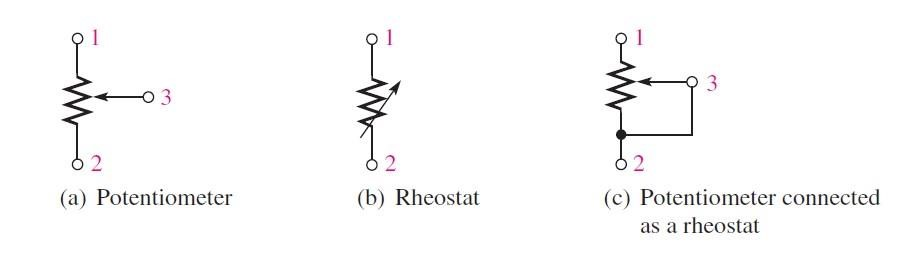 1
3
2
(a) Potentiometer
1
2
(b) Rheostat
1
3
2
(c) Potentiometer connected
as a rheostat